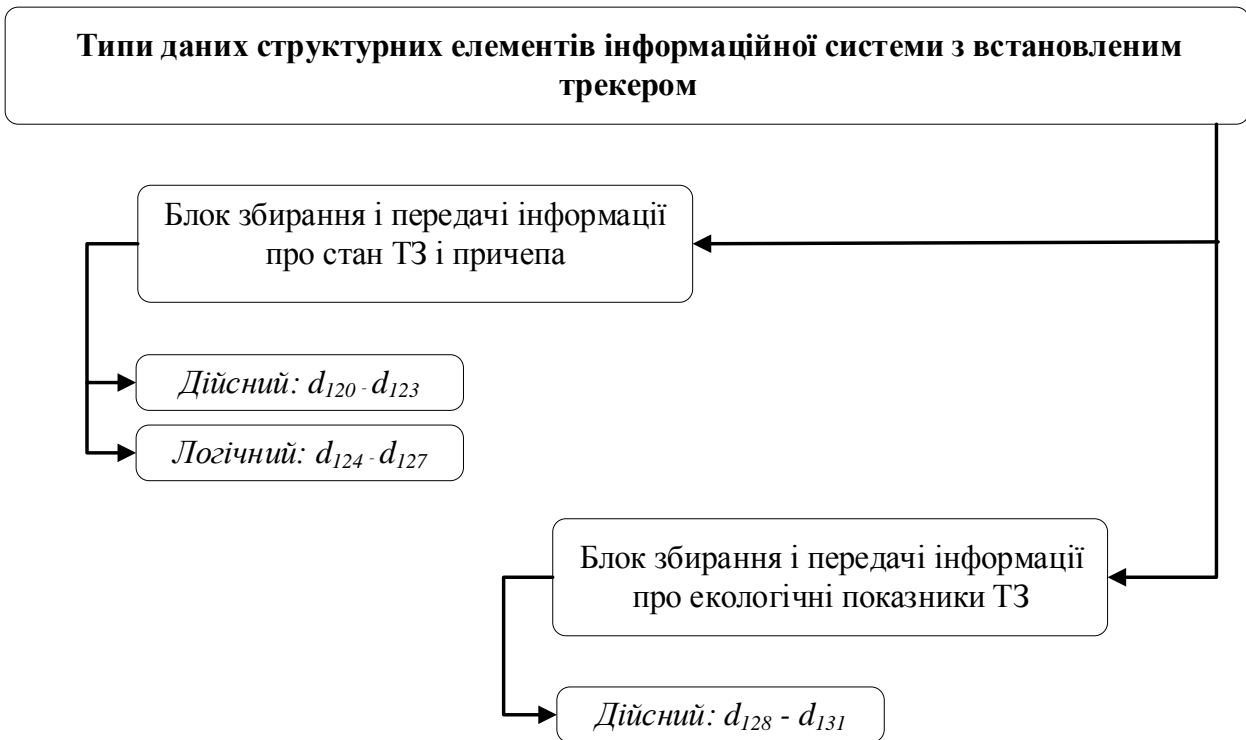 Типи даних структурних елементів інформаційної системи з встановленим
трекером
Блок збирання і передачі інформації
про стан ТЗ і причепа
Дійсний: d120 - d123
Логічний: d124 - d127
Блок збирання і передачі інформації
про екологічні показники ТЗ
Дійсний: d128 - d131